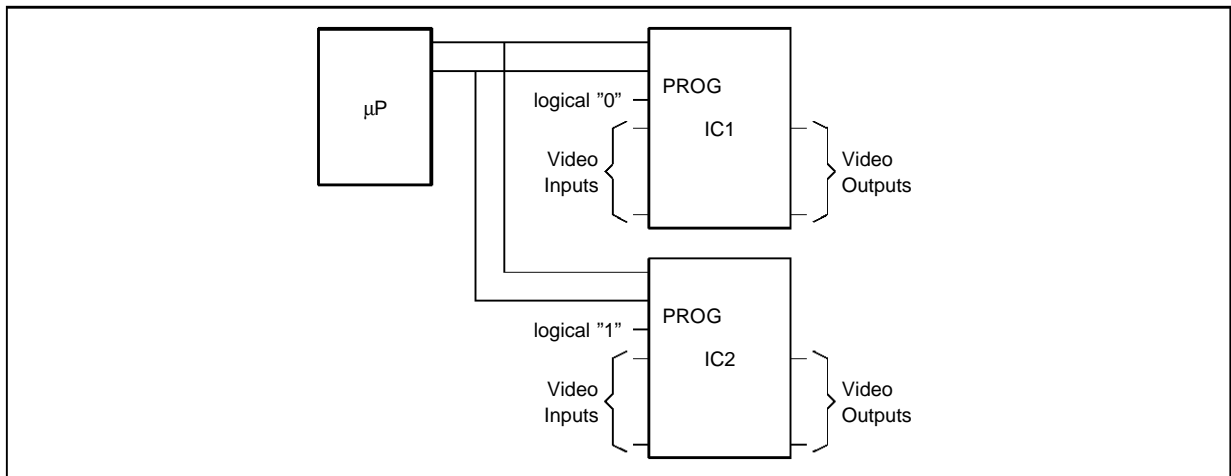 μP
PROG
logical ”0”
IC1
Video
Inputs
Video
Outputs
PROG
logical ”1”
IC2
Video
Inputs
Video
Outputs